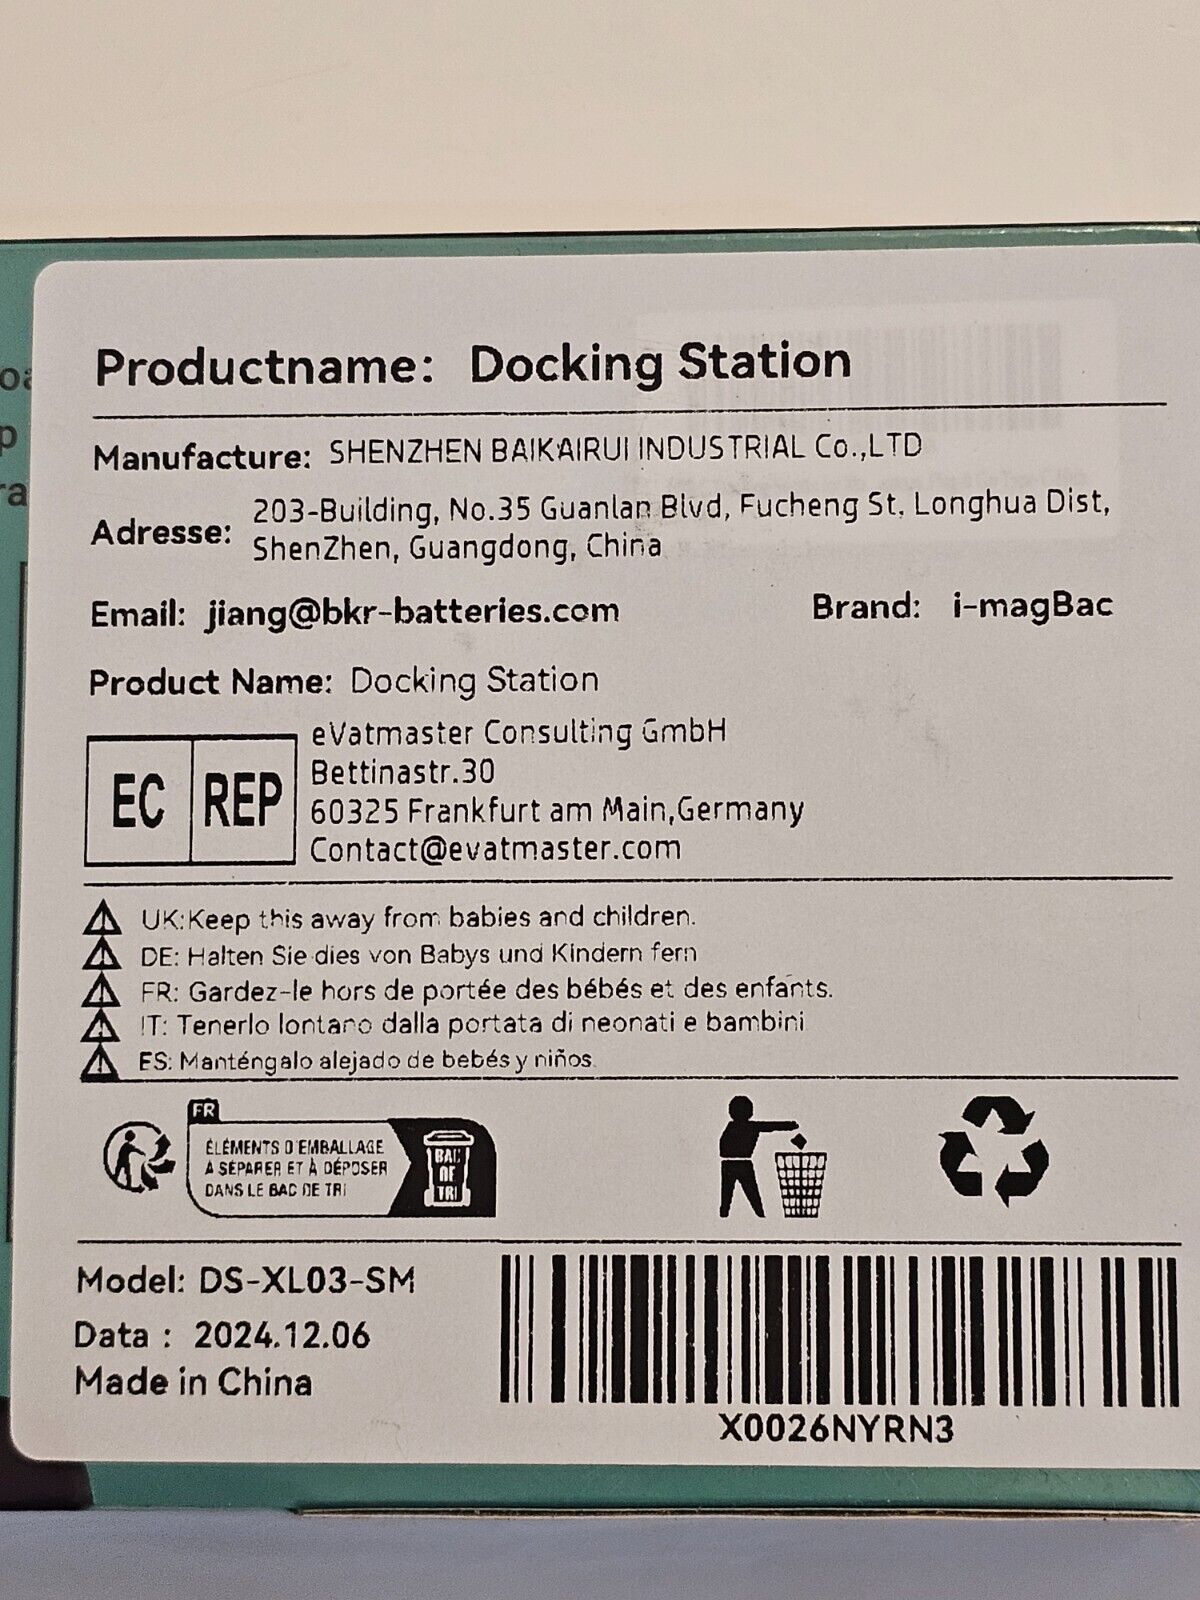 Productname: Docking Station
Manufacture: SHENZHEN BAIKAIRUI INDUSTRIAL Co.,LTD
Adresse: 203-Building, No.35 Guanlan Blvd, Fucheng St, Longhua Dist,
ShenZhen, Guangdong, China
Email: jiang@bkr-batteries.com Brand: i-magBac
Product Name: Docking Station
EC REP
eVatmaster Consulting GmbH
Bettinastr.30
60325 Frankfurt am Main,Germany
Contact@evatmaster.com
UK:Keep this away from babies and children.
DE: Halten Sie dies von Babys und Kindern fern
FR: Gardez-le hors de portée des bébés et des enfants.
IT: Tenerlo lontano dalla portata di neonati e bambini
ES: Manténgalo alejado de bebés y niños.
FR
ÉLÉMENTS D'EMBALLAGE
À SÉPARER ET À DÉPOSER
DANS LE BAC DE TRI
BAC
DE
TRI
Model: DS-XL03-SM
Data : 2024.12.06
Made in China
X0026NYRN3